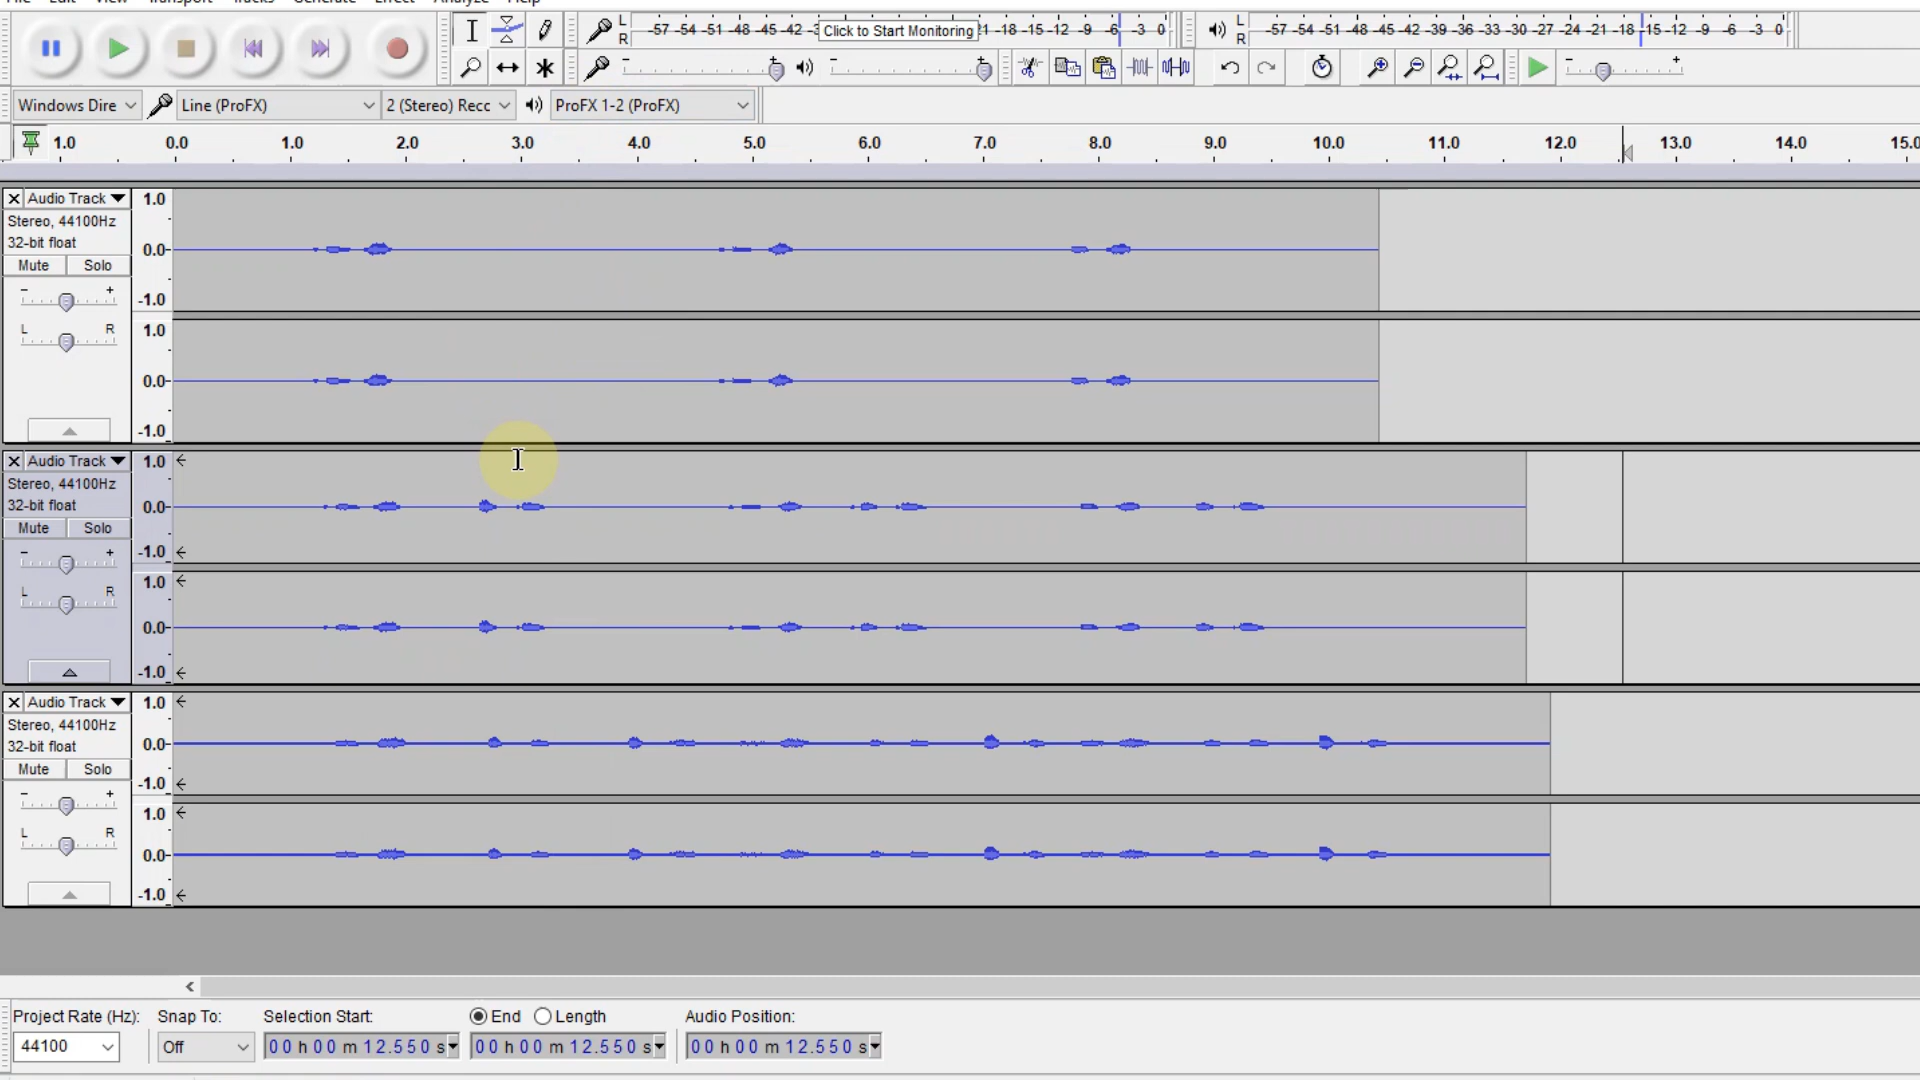 File Edit View Transport Tracks Generate Effect Analyze Help
L
R
-57 -54 -51 -48 -45 -42 -3 Click to Start Monitoring 1 -18 -15 -12 -9 -6 -3 0
L
R
-57 -54 -51 -48 -45 -42 -39 -36 -33 -30 -27 -24 -21 -18 -15 -12 -9 -6 -3 0
- + - + - +
Windows Dire Line (ProFX) 2 (Stereo) Recc ProFX 1-2 (ProFX)
1.0 0.0 1.0 2.0 3.0 4.0 5.0 6.0 7.0 8.0 9.0 10.0 11.0 12.0 13.0 14.0 15.0
X Audio Track 1.0
Stereo, 44100Hz
32-bit float 0.0-
Mute Solo
- + -1.0
L R 1.0
0.0-
-1.0
X Audio Track 1.0
Stereo, 44100Hz
32-bit float 0.0-
Mute Solo
- + -1.0
L R 1.0
0.0-
-1.0
X Audio Track 1.0
Stereo, 44100Hz
32-bit float 0.0-
Mute Solo
- + -1.0
L R 1.0
0.0-
-1.0
Project Rate (Hz): Snap To: Selection Start: End Length Audio Position:
44100 Off 00 h 00 m 12.550 s 00 h 00 m 12.550 s 00 h 00 m 12.550 s